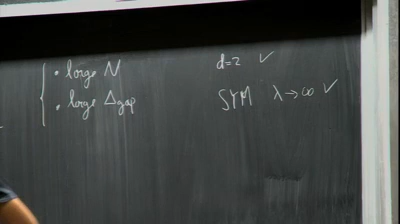 { • large N
• large Δgap
d=2 ✓
SYM λ→∞ ✓